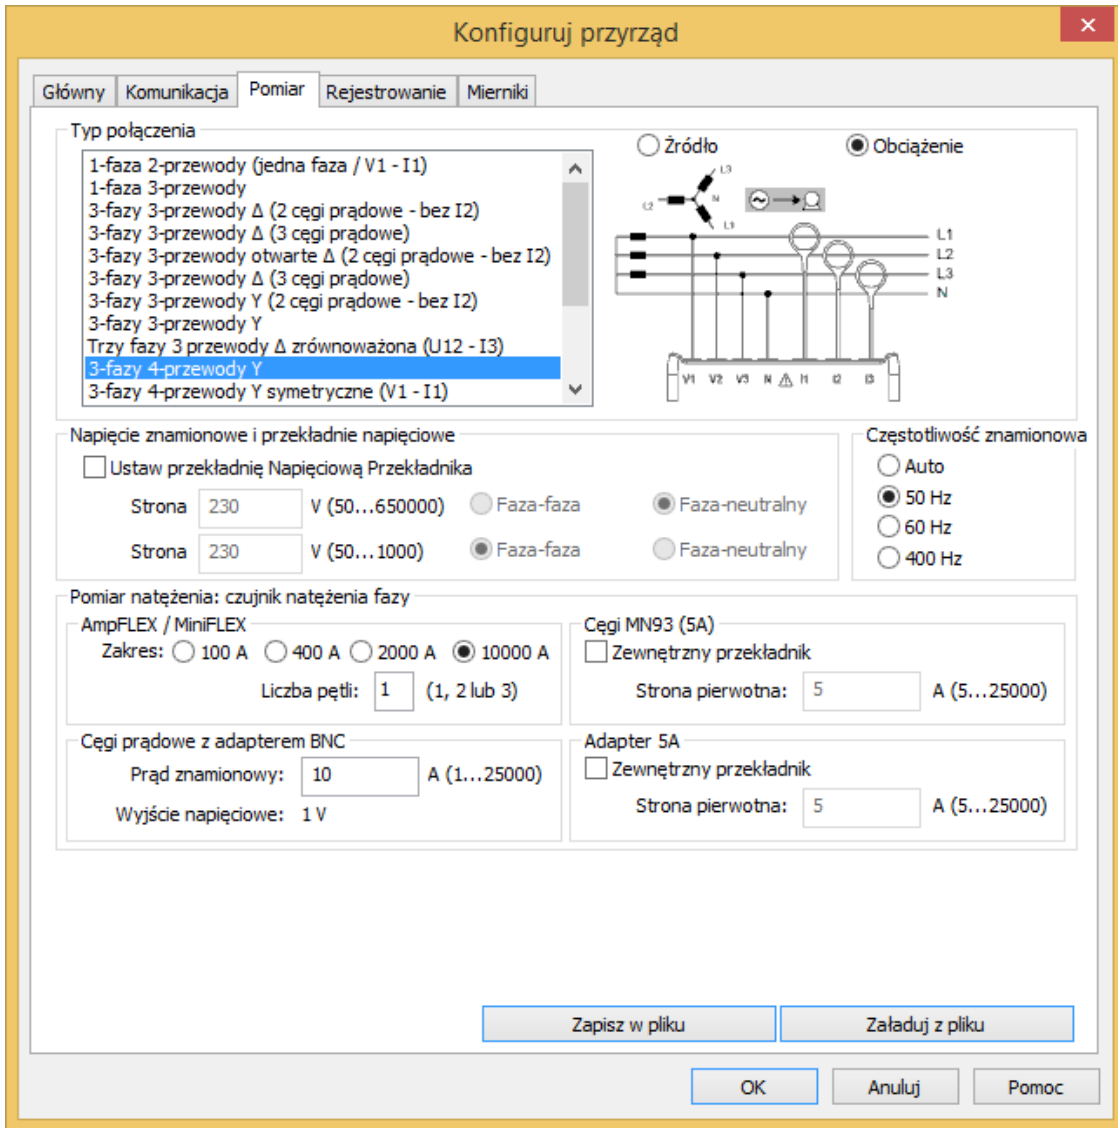 Konfiguruj przyrząd
Główny Komunikacja Pomiar Rejestrowanie Mierniki
Typ połączenia
1-faza 2-przewody (jedna faza / V1 - I1)
1-faza 3-przewody
3-fazy 3-przewody Δ (2 cęgi prądowe - bez I2)
3-fazy 3-przewody Δ (3 cęgi prądowe)
3-fazy 3-przewody otwarte Δ (2 cęgi prądowe - bez I2)
3-fazy 3-przewody Δ (3 cęgi prądowe)
3-fazy 3-przewody Y (2 cęgi prądowe - bez I2)
3-fazy 3-przewody Y
Trzy fazy 3 przewody Δ zrównoważona (U12 - I3)
3-fazy 4-przewody Y
3-fazy 4-przewody Y symetryczne (V1 - I1)
Źródło Obciążenie
L3
L2 N
L1
L1
L2
L3
N
V1 V2 V3 N I1 I2 I3
Napięcie znamionowe i przekładnie napięciowe
Ustaw przekładnię Napięciową Przekładnika
Strona 230 V (50...650000) Faza-faza Faza-neutralny
Strona 230 V (50...1000) Faza-faza Faza-neutralny
Częstotliwość znamionowa
Auto
50 Hz
60 Hz
400 Hz
Pomiar natężenia: czujnik natężenia fazy
AmpFLEX / MiniFLEX
Zakres: 100 A 400 A 2000 A 10000 A
Liczba pętli: 1 (1, 2 lub 3)
Cęgi MN93 (5A)
Zewnętrzny przekładnik
Strona pierwotna: 5 A (5...25000)
Cęgi prądowe z adapterem BNC
Prąd znamionowy: 10 A (1...25000)
Wyjście napięciowe: 1 V
Adapter 5A
Zewnętrzny przekładnik
Strona pierwotna: 5 A (5...25000)
Zapisz w pliku Załaduj z pliku
OK Anuluj Pomoc